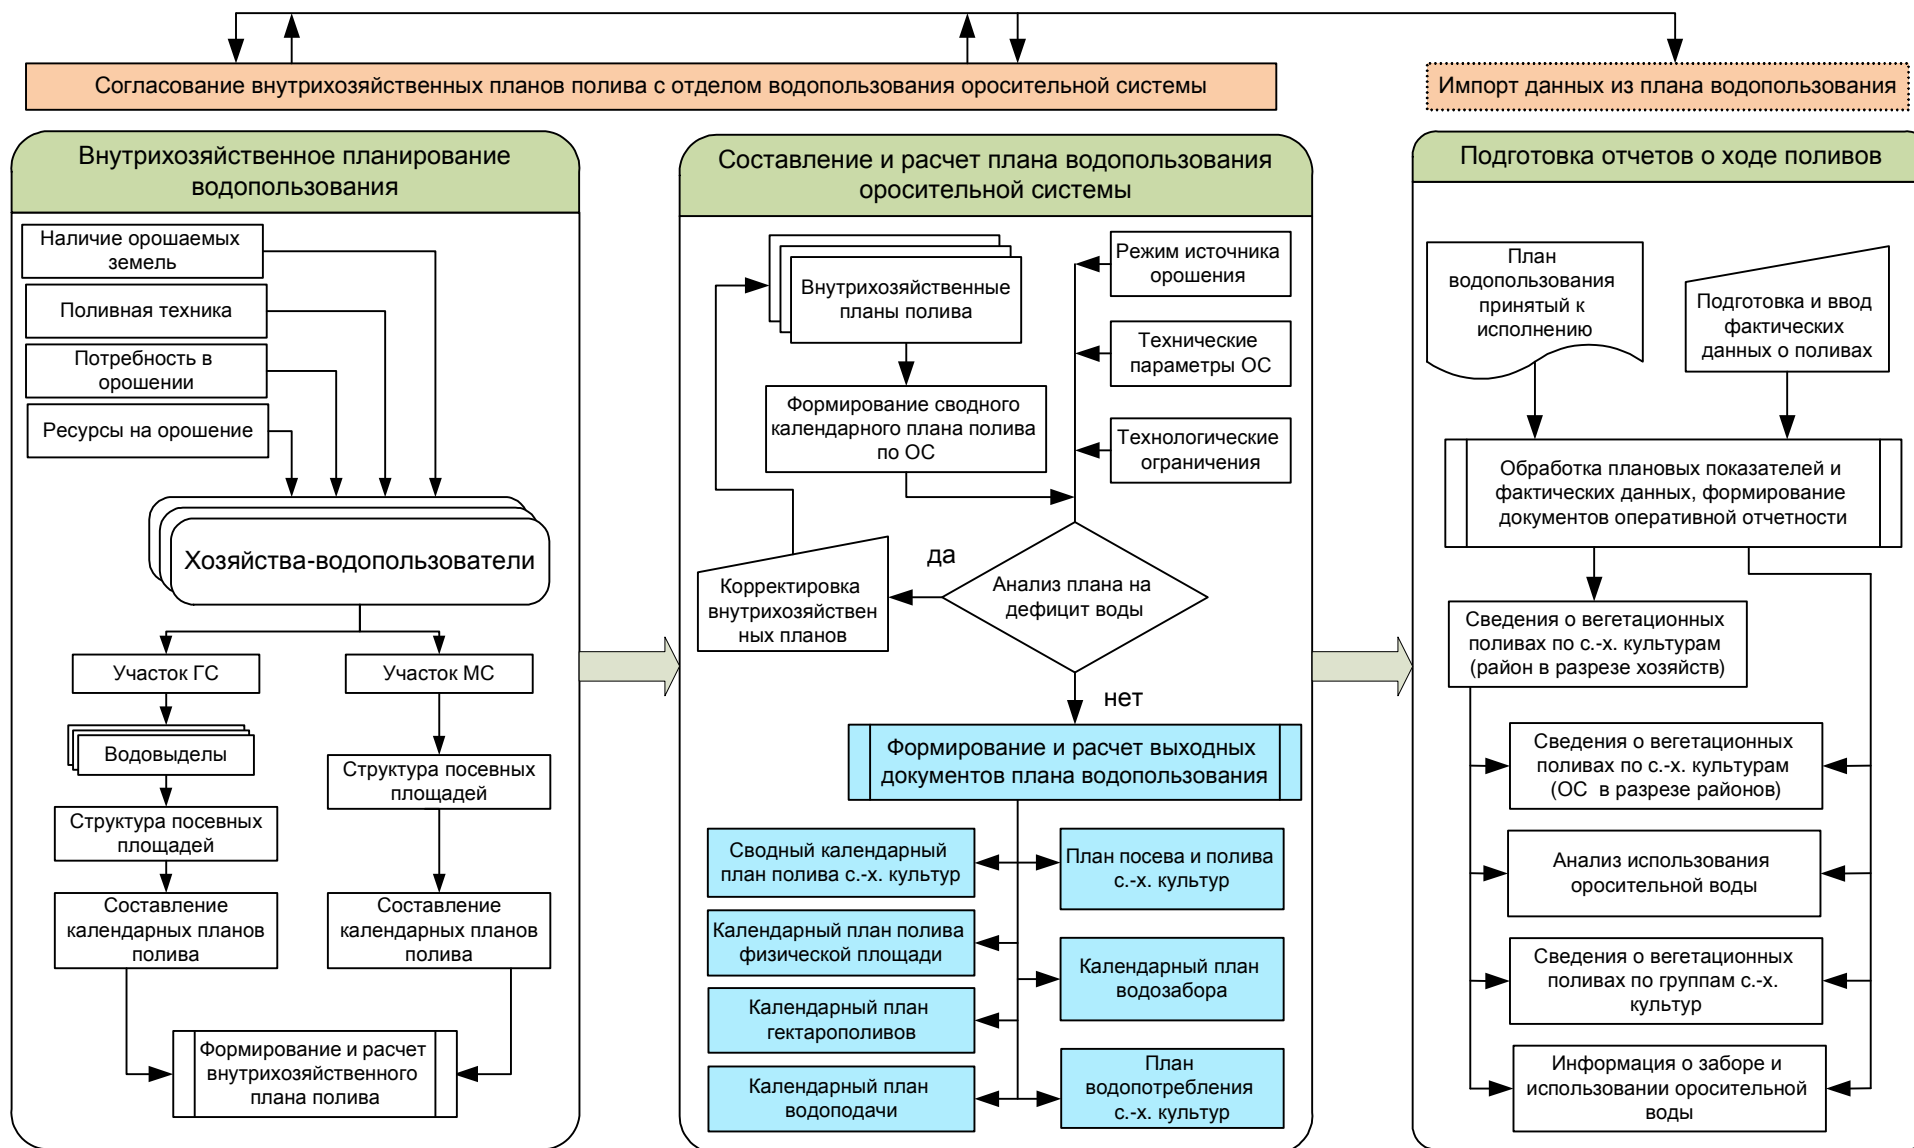 Согласование внутрихозяйственных планов полива с отделом водопользования оросительной системы
Импорт данных из плана водопользования
Внутрихозяйственное планирование
водопользования
Наличие орошаемых
земель
Поливная техника
Потребность в
орошении
Ресурсы на орошение
Хозяйства-водопользователи
Участок ГС
Участок МС
Водовыделы
Структура посевных
площадей
Структура посевных
площадей
Составление
календарных планов
полива
Составление
календарных планов
полива
Формирование и расчет
внутрихозяйственного
плана полива
Составление и расчет плана водопользования
оросительной системы
Внутрихозяйственные
планы полива
Режим источника
орошения
Технические
параметры ОС
Формирование сводного
календарного плана полива
по ОС
Технологические
ограничения
да
Анализ плана на
дефицит воды
Корректировка
внутрихозяйствен
ных планов
нет
Формирование и расчет выходных
документов плана водопользования
Сводный календарный
план полива с.-х. культур
План посева и полива
с.-х. культур
Календарный план полива
физической площади
Календарный план
водозабора
Календарный план
гектарополивов
Календарный план
водоподачи
План
водопотребления
с.-х. культур
Подготовка отчетов о ходе поливов
План
водопользования
принятый к
исполнению
Подготовка и ввод
фактических
данных о поливах
Обработка плановых показателей и
фактических данных, формирование
документов оперативной отчетности
Сведения о вегетационных
поливах по с.-х. культурам
(район в разрезе хозяйств)
Сведения о вегетационных
поливах по с.-х. культурам
(ОС в разрезе районов)
Анализ использования
оросительной воды
Сведения о вегетационных
поливах по группам с.-х.
культур
Информация о заборе и
использовании оросительной
воды